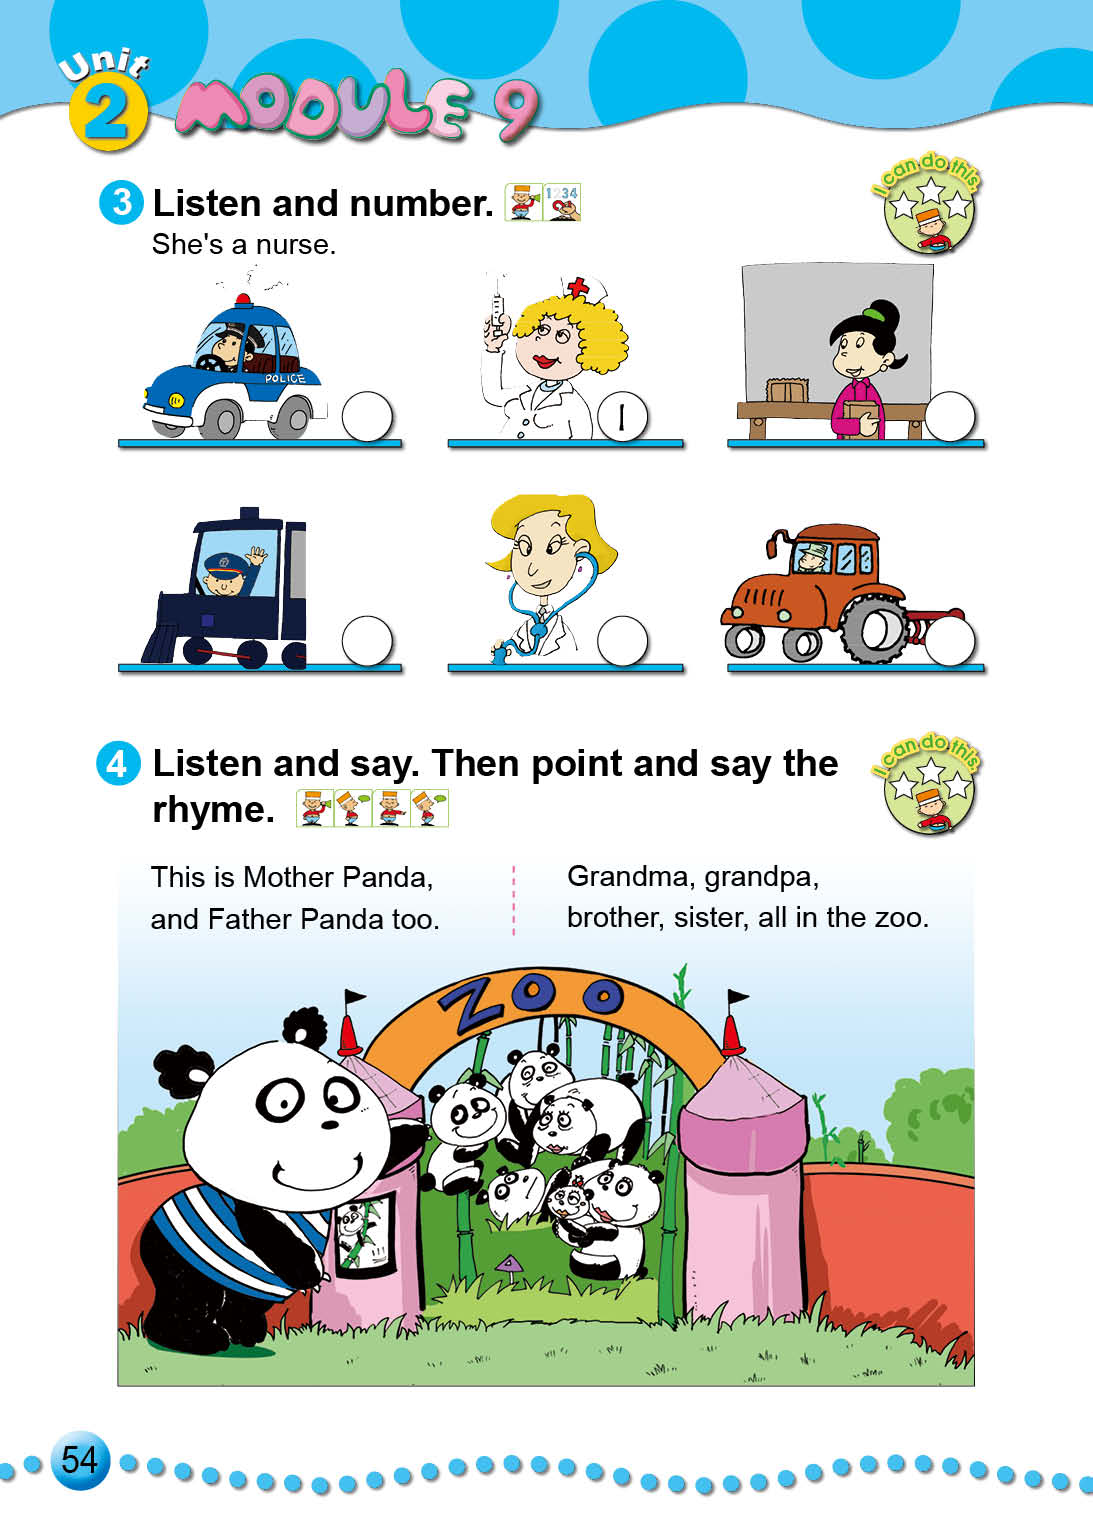 Unit
2 MODULE 9
3 Listen and number.
1234
I can do this.
She's a nurse.
POLICE
1
4 Listen and say. Then point and say the
rhyme.
I can do this.
This is Mother Panda,
and Father Panda too.
Grandma, grandpa,
brother, sister, all in the zoo.
ZOO
54